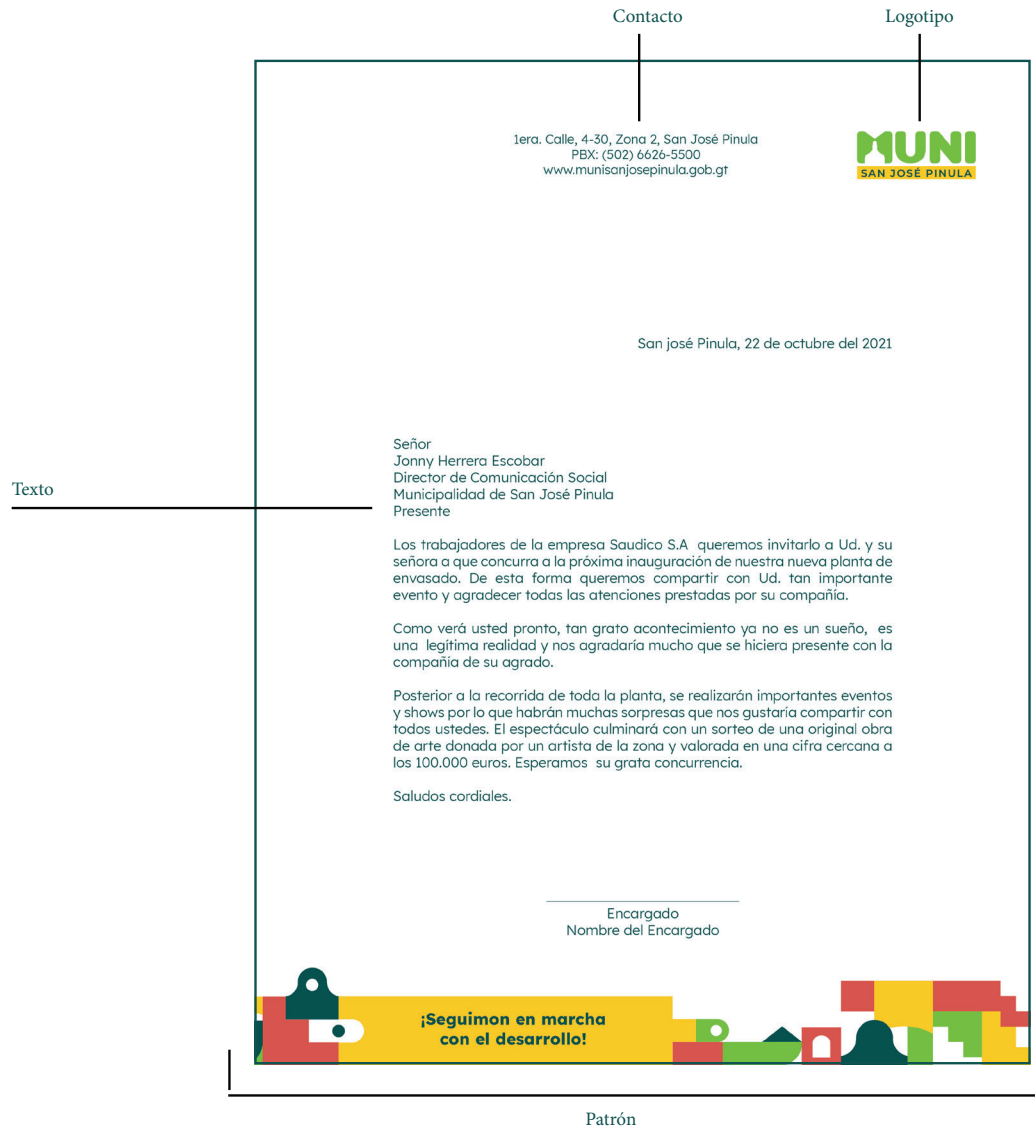 Contacto
Logotipo
1era. Calle, 4-30, Zona 2, San José Pinula
PBX: (502) 6626-5500
www.munisanjosepinula.gob.gt
MUNI
SAN JOSÉ PINULA
San josé Pinula, 22 de octubre del 2021
Texto
Señor
Jonny Herrera Escobar
Director de Comunicación Social
Municipalidad de San José Pinula
Presente
Los trabajadores de la empresa Saudico S.A queremos invitarlo a Ud. y su
señora a que concurra a la próxima inauguración de nuestra nueva planta de
envasado. De esta forma queremos compartir con Ud. tan importante
evento y agradecer todas las atenciones prestadas por su compañía.
Como verá usted pronto, tan grato acontecimiento ya no es un sueño, es
una legítima realidad y nos agradaría mucho que se hiciera presente con la
compañía de su agrado.
Posterior a la recorrida de toda la planta, se realizarán importantes eventos
y shows por lo que habrán muchas sorpresas que nos gustaría compartir con
todos ustedes. El espectáculo culminará con un sorteo de una original obra
de arte donada por un artista de la zona y valorada en una cifra cercana a
los 100.000 euros. Esperamos su grata concurrencia.
Saludos cordiales.
Encargado
Nombre del Encargado
¡Seguimon en marcha
con el desarrollo!
Patrón